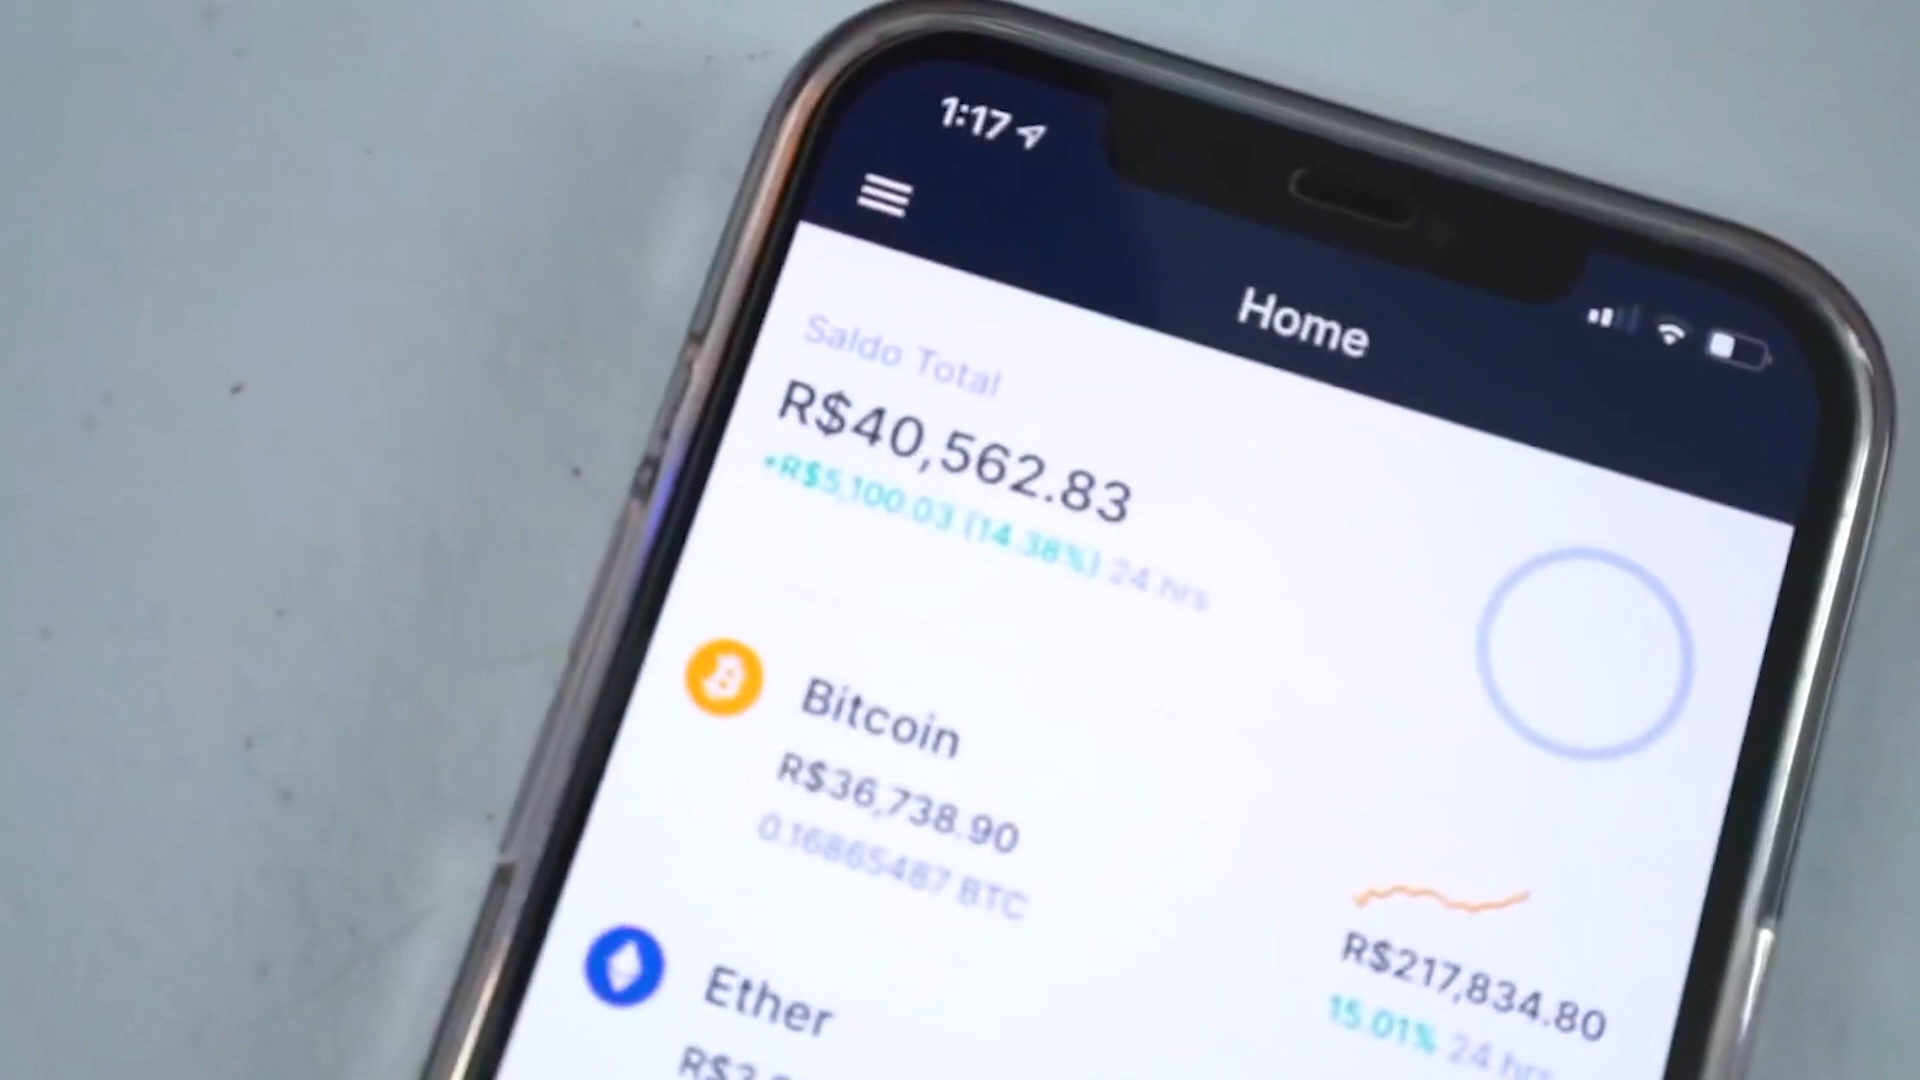 1:17
Home
Saldo Total
R$40,562.83
+R$5,100.03 (14.38%) 24 hrs
Bitcoin
R$36,738.90
0.16865487 BTC
R$217,834.80
15.01% 24 hrs
Ether